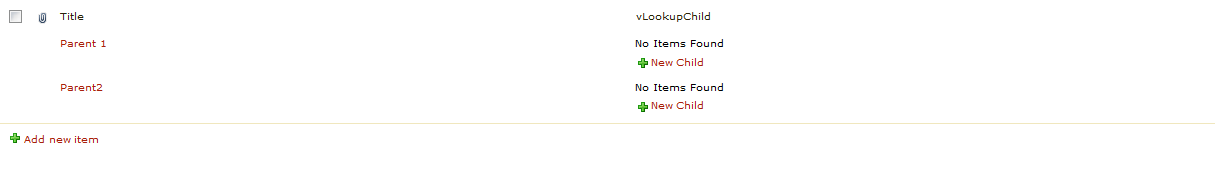 Title vLookupChild
Parent 1 No Items Found
New Child
Parent2 No Items Found
New Child
Add new item